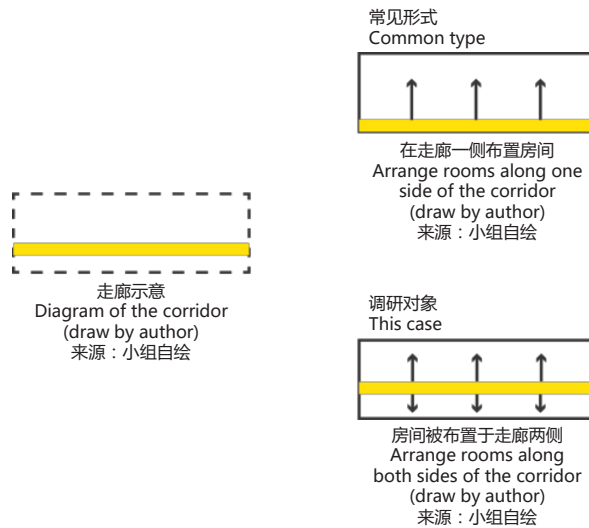 常见形式
Common type
在走廊一侧布置房间
Arrange rooms along one
side of the corridor
(draw by author)
来源：小组自绘
走廊示意
Diagram of the corridor
(draw by author)
来源：小组自绘
调研对象
This case
房间被布置于走廊两侧
Arrange rooms along
both sides of the corridor
(draw by author)
来源：小组自绘